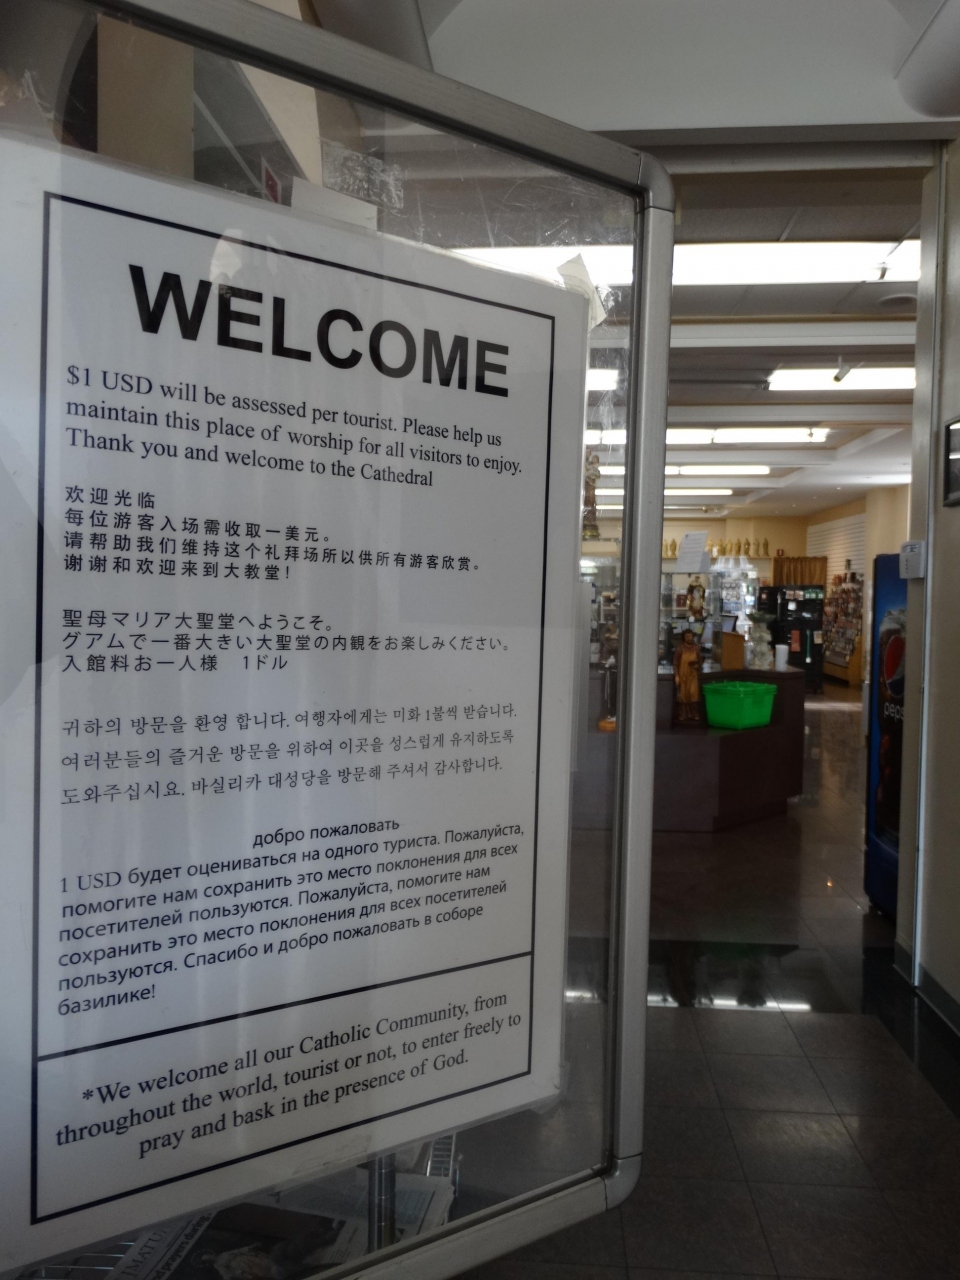 WELCOME
$1 USD will be assessed per tourist. Please help us
maintain this place of worship for all visitors to enjoy.
Thank you and welcome to the Cathedral
欢迎光临
每位游客入场需收取一美元。
请帮助我们维持这个礼拜场所以供所有游客欣赏。
谢谢和欢迎来到大教堂!
聖母マリア大聖堂へようこそ。
グアムで一番大きい大聖堂の内観をお楽しみください。
入館料お一人様 1ドル
귀하의 방문을 환영 합니다. 여행자에게는 미화 1불씩 받습니다.
여러분들의 즐거운 방문을 위하여 이곳을 성스럽게 유지하도록
도와주십시요. 바실리카 대성당을 방문해 주셔서 감사합니다.
добро пожаловать
1 USD будет оцениваться на одного туриста. Пожалуйста,
помогите нам сохранить это место поклонения для всех
посетителей пользуются. Пожалуйста, помогите нам
сохранить это место поклонения для всех посетителей
пользуются. Спасибо и добро пожаловать в соборе
базилике!
*We welcome all our Catholic Community, from
throughout the world, tourist or not, to enter freely to
pray and bask in the presence of God.
peps